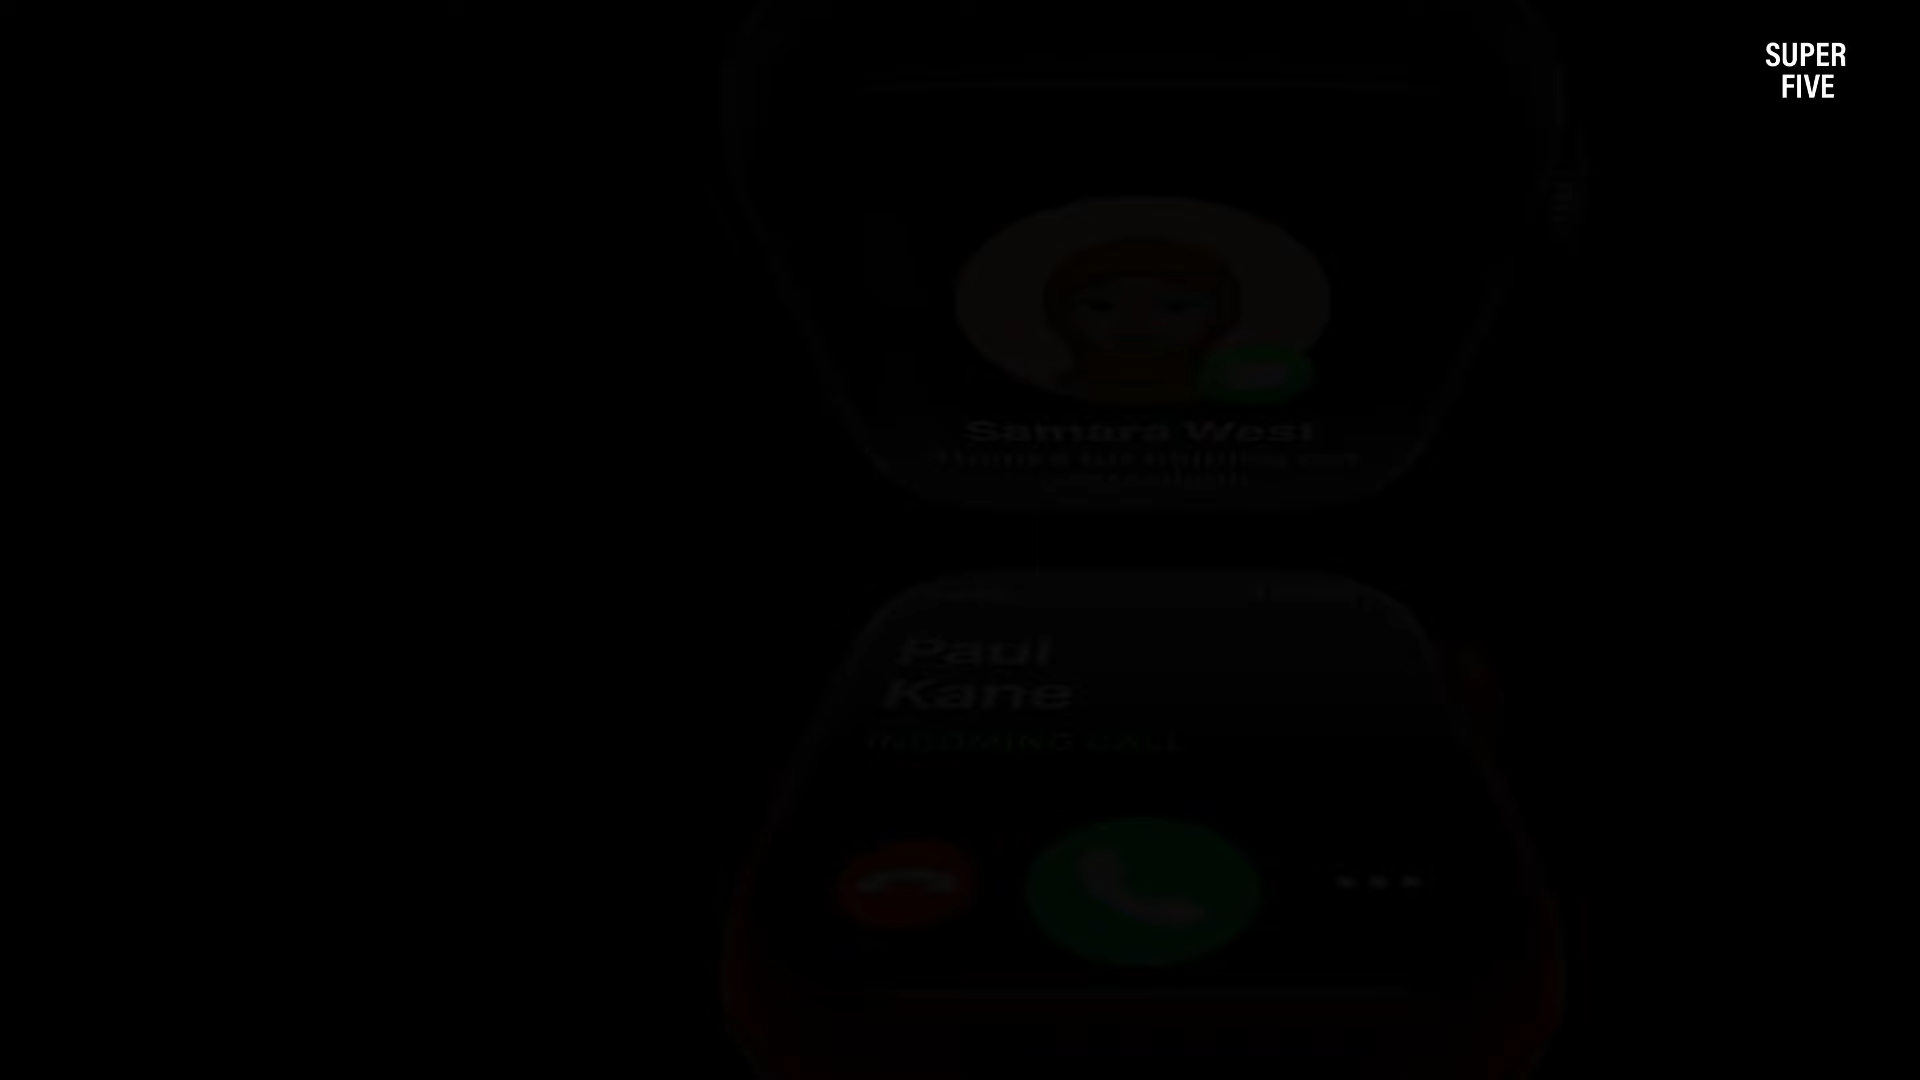 SUPER
FIVE
Samara West
Paul
Kane
INCOMING CALL